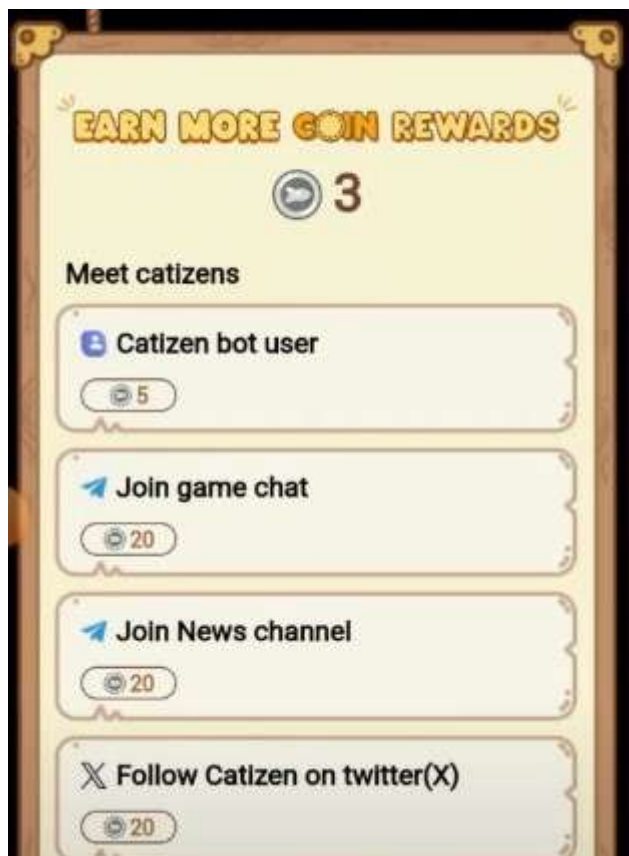 EARN MORE COIN REWARDS
3
Meet catizens
Catizen bot user
5
Join game chat
20
Join News channel
20
Follow Catizen on twitter(X)
20